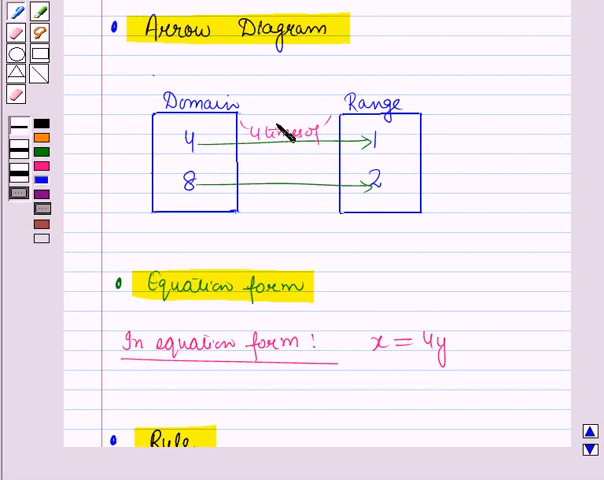 • Arrow Diagram
Domain Range
'4 times of'
4 1
8 2
• Equation form
In equation form : x = 4y
• Rule